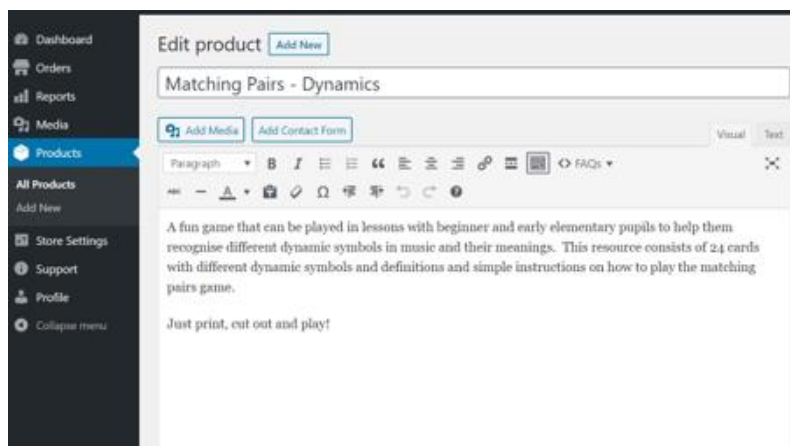 Dashboard
Orders
Reports
Media
Products
All Products
Add New
Store Settings
Support
Profile
Collapse menu
Edit product Add New
Matching Pairs - Dynamics
Add Media Add Contact Form
Visual Text
Paragraph B I FAQs
A Ω
A fun game that can be played in lessons with beginner and early elementary pupils to help them
recognise different dynamic symbols in music and their meanings. This resource consists of 24 cards
with different dynamic symbols and definitions and simple instructions on how to play the matching
pairs game.
Just print, cut out and play!